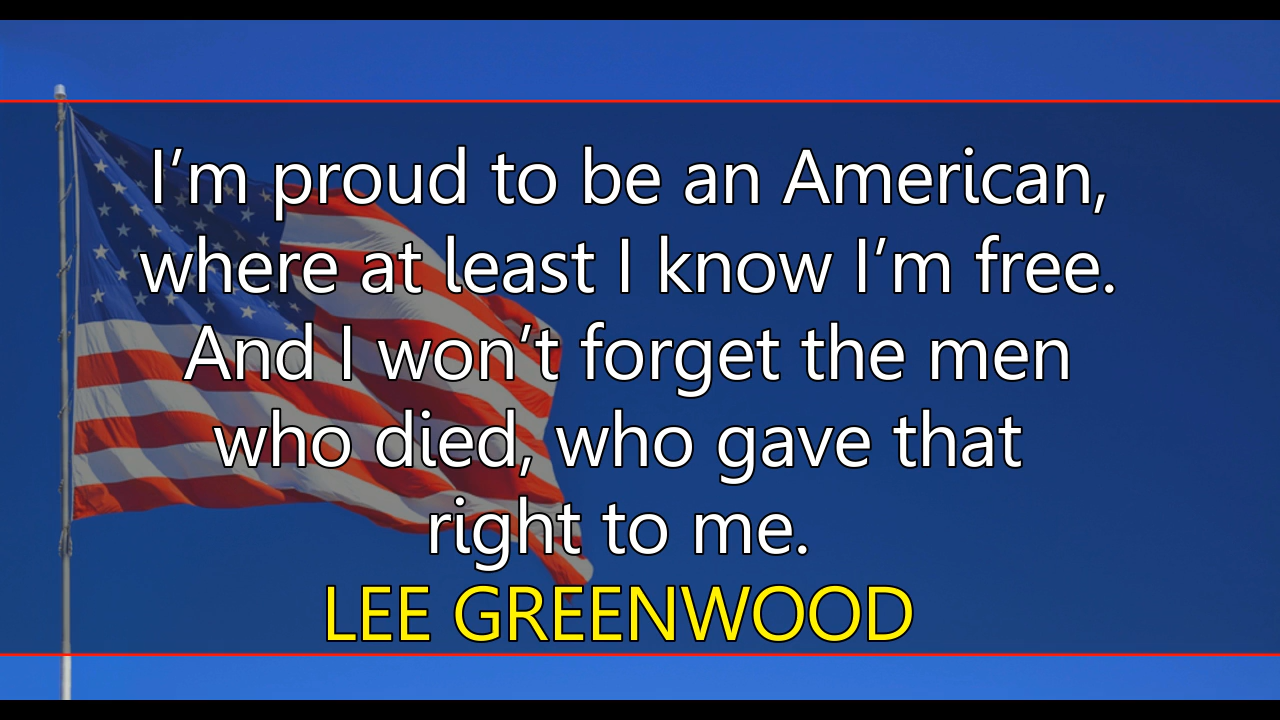 I’m proud to be an American,
where at least I know I’m free.
And I won’t forget the men
who died, who gave that
right to me.
LEE GREENWOOD